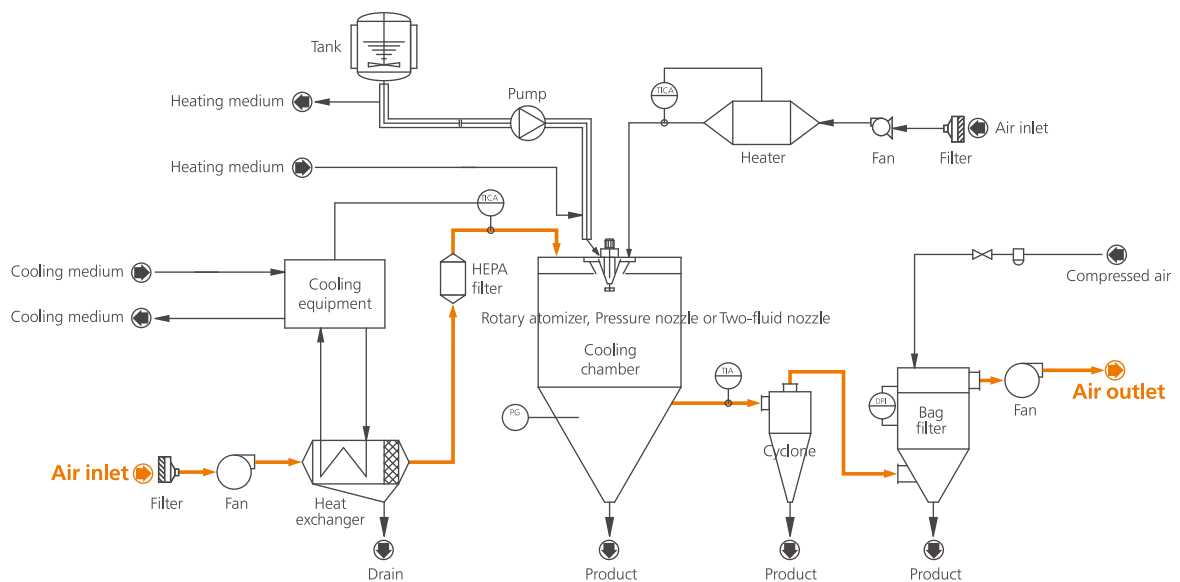 Tank
Heating medium
Pump
TICA
Air inlet
Heater
Fan
Filter
Heating medium
TICA
Cooling medium
HEPA
filter
Cooling
equipment
Compressed air
Cooling medium
Rotary atomizer, Pressure nozzle or Two-fluid nozzle
Cooling
chamber
TIA
Air outlet
PG
DPI
Bag
filter
Fan
Cyclone
Air inlet
Filter
Fan
Heat
exchanger
Drain
Product
Product
Product